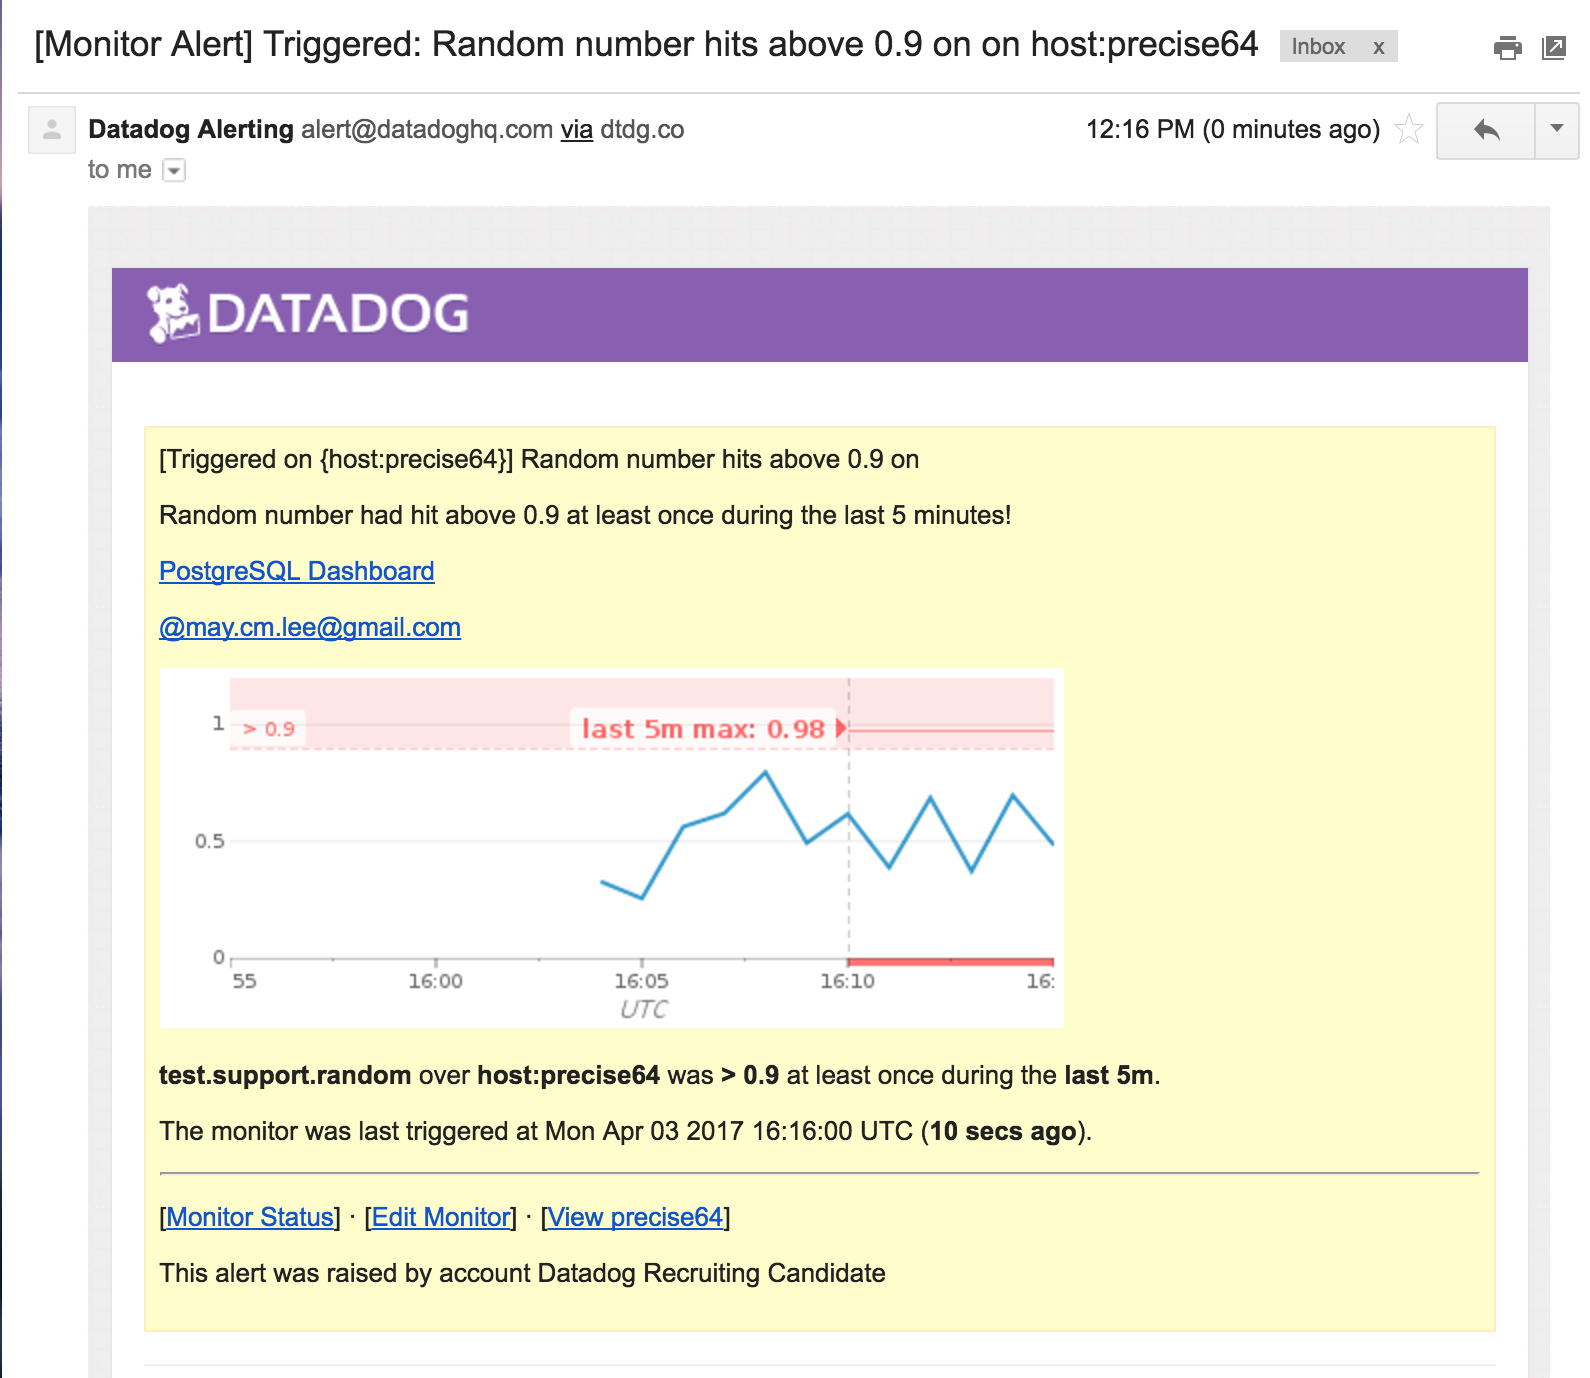 [Monitor Alert] Triggered: Random number hits above 0.9 on on host:precise64 Inbox x
Datadog Alerting alert@datadoghq.com via dtdg.co 12:16 PM (0 minutes ago)
to me
DATADOG
[Triggered on {host:precise64}] Random number hits above 0.9 on
Random number had hit above 0.9 at least once during the last 5 minutes!
PostgreSQL Dashboard
@may.cm.lee@gmail.com
1 > 0.9 last 5m max: 0.98
0.5
0
55 16:00 16:05 16:10 16:
UTC
test.support.random over host:precise64 was > 0.9 at least once during the last 5m.
The monitor was last triggered at Mon Apr 03 2017 16:16:00 UTC (10 secs ago).
[Monitor Status] · [Edit Monitor] · [View precise64]
This alert was raised by account Datadog Recruiting Candidate